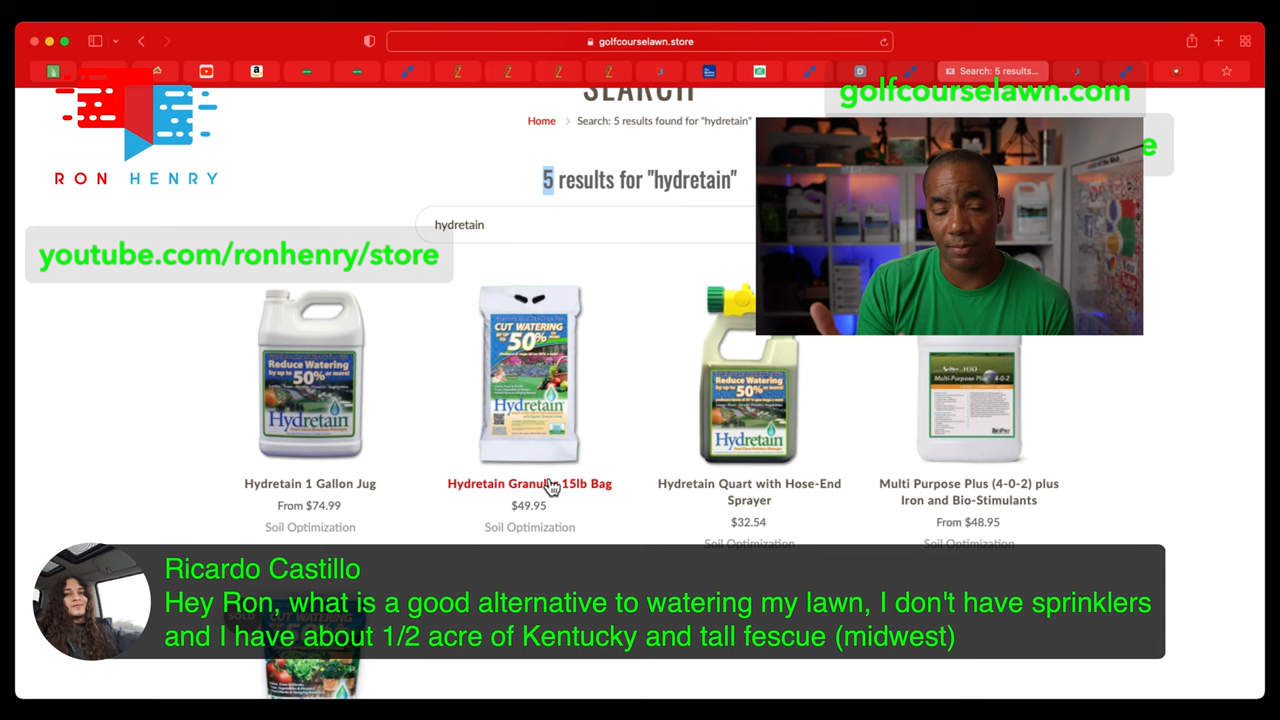 golfcourselawn.store
Search: 5 results...
SEARCH
golfcourselawn.com
Home > Search: 5 results found for "hydretain"
e
RON HENRY
5 results for "hydretain"
hydretain
youtube.com/ronhenry/store
Reduce Watering
by up to 50% or more!
Hydretain
CUT WATERING
BY UP TO 50%
Hydretain
Reduce Watering
by up to 50% or more!
Hydretain
Multi-Purpose Plus 4-0-2
Hydretain 1 Gallon Jug
From $74.99
Soil Optimization
Hydretain Granular 15lb Bag
$49.95
Soil Optimization
Hydretain Quart with Hose-End
Sprayer
$32.54
Soil Optimization
Multi Purpose Plus (4-0-2) plus
Iron and Bio-Stimulants
From $48.95
Soil Optimization
Ricardo Castillo
Hey Ron, what is a good alternative to watering my lawn, I don't have sprinklers
and I have about 1/2 acre of Kentucky and tall fescue (midwest)